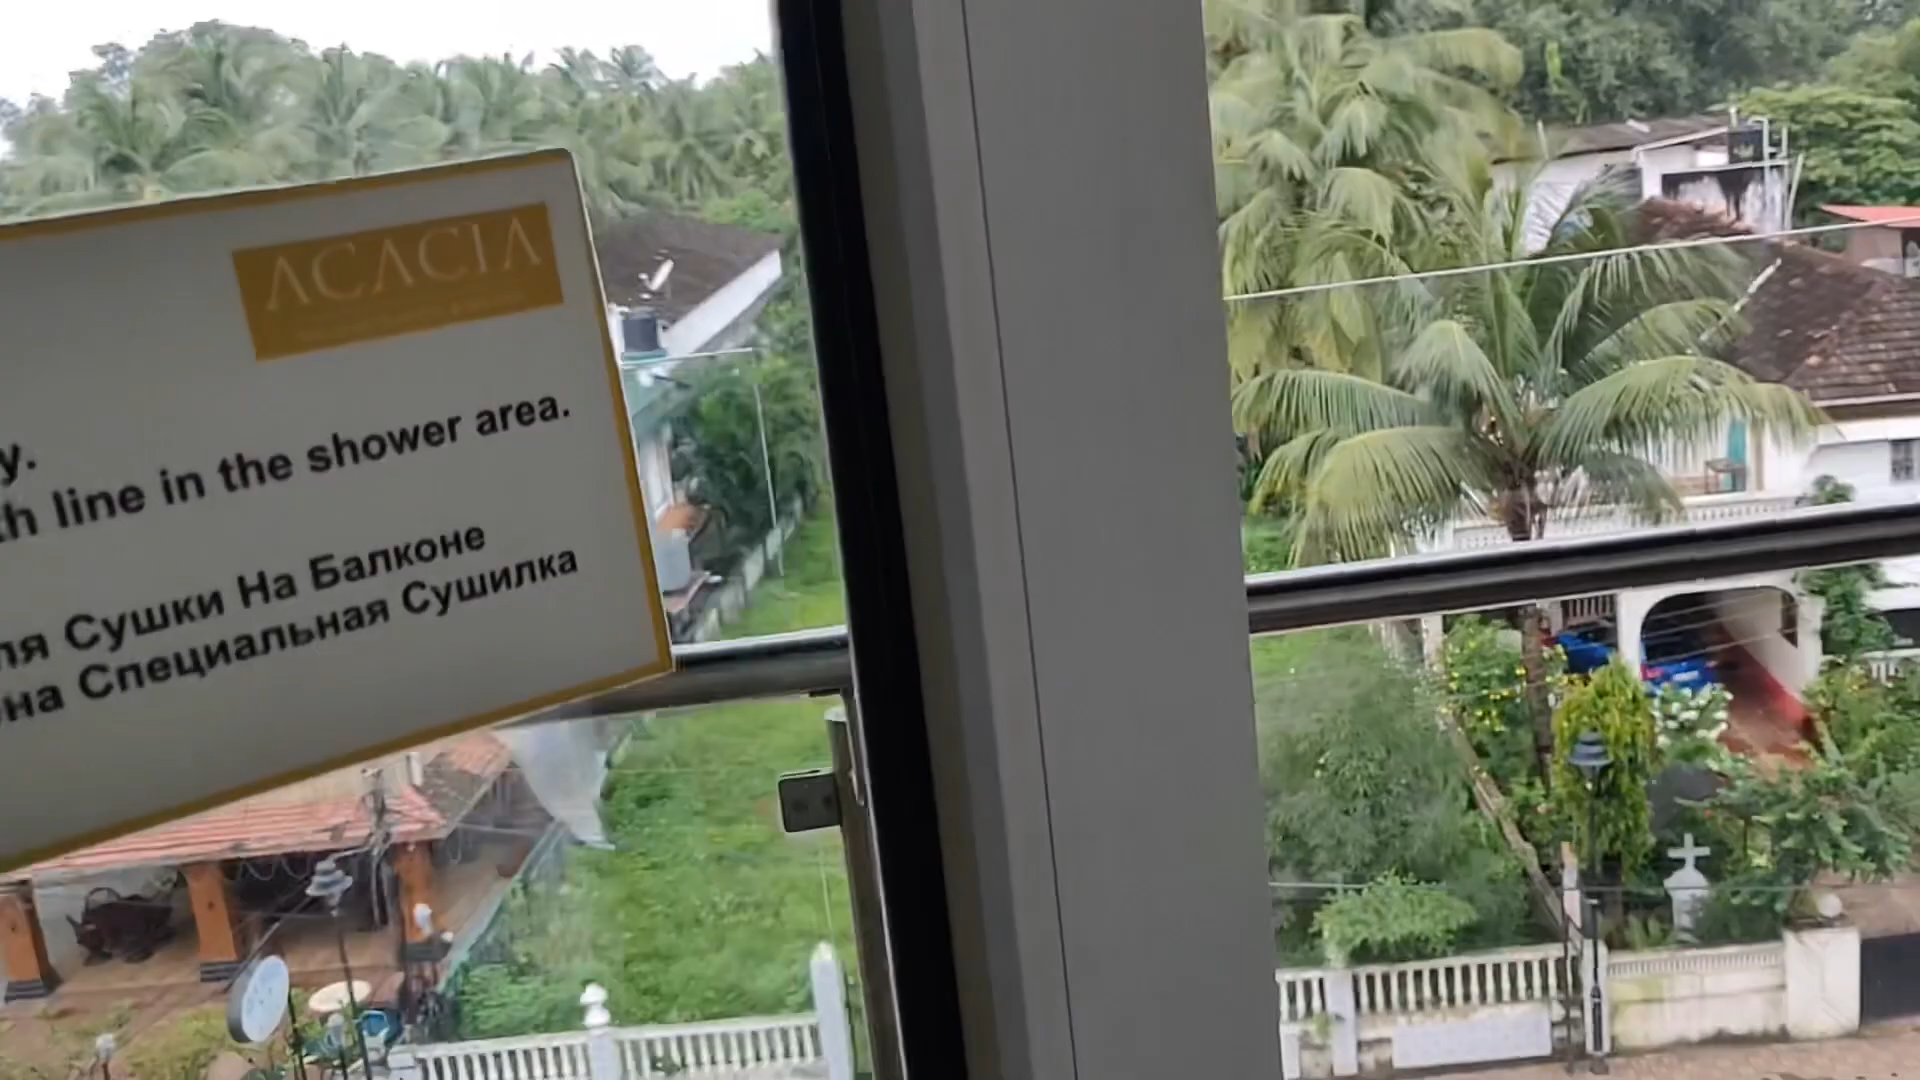 ACACIA
y.
th line in the shower area.
ля Сушки На Балконе
на Специальная Сушилка